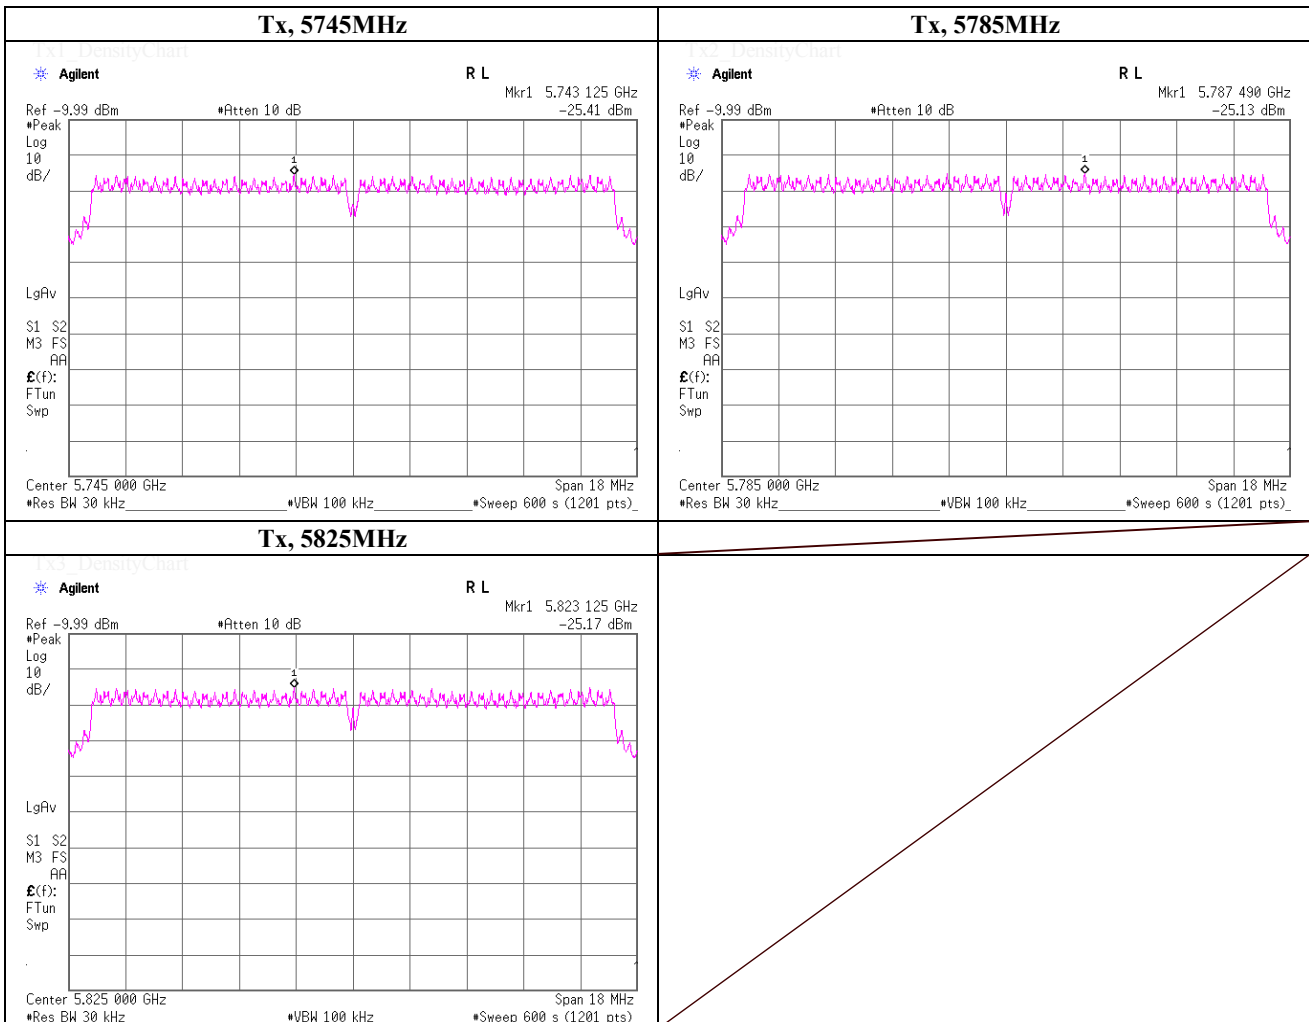 Tx, 5745MHz
Tx1_DensityChart
Agilent
R L
Mkr1 5.743 125 GHz
Ref -9.99 dBm #Atten 10 dB -25.41 dBm
#Peak
Log
10
dB/
1
LgAv
S1 S2
M3 FS
AA
£(f):
FTun
Swp
Center 5.745 000 GHz Span 18 MHz
#Res BW 30 kHz #VBW 100 kHz #Sweep 600 s (1201 pts)
Tx, 5785MHz
Tx2_DensityChart
Agilent
R L
Mkr1 5.787 490 GHz
Ref -9.99 dBm #Atten 10 dB -25.13 dBm
#Peak
Log
10
dB/
1
LgAv
S1 S2
M3 FS
AA
£(f):
FTun
Swp
Center 5.785 000 GHz Span 18 MHz
#Res BW 30 kHz #VBW 100 kHz #Sweep 600 s (1201 pts)
Tx, 5825MHz
Tx3_DensityChart
Agilent
R L
Mkr1 5.823 125 GHz
Ref -9.99 dBm #Atten 10 dB -25.17 dBm
#Peak
Log
10
dB/
1
LgAv
S1 S2
M3 FS
AA
£(f):
FTun
Swp
Center 5.825 000 GHz Span 18 MHz
#Res BW 30 kHz #VBW 100 kHz #Sweep 600 s (1201 pts)